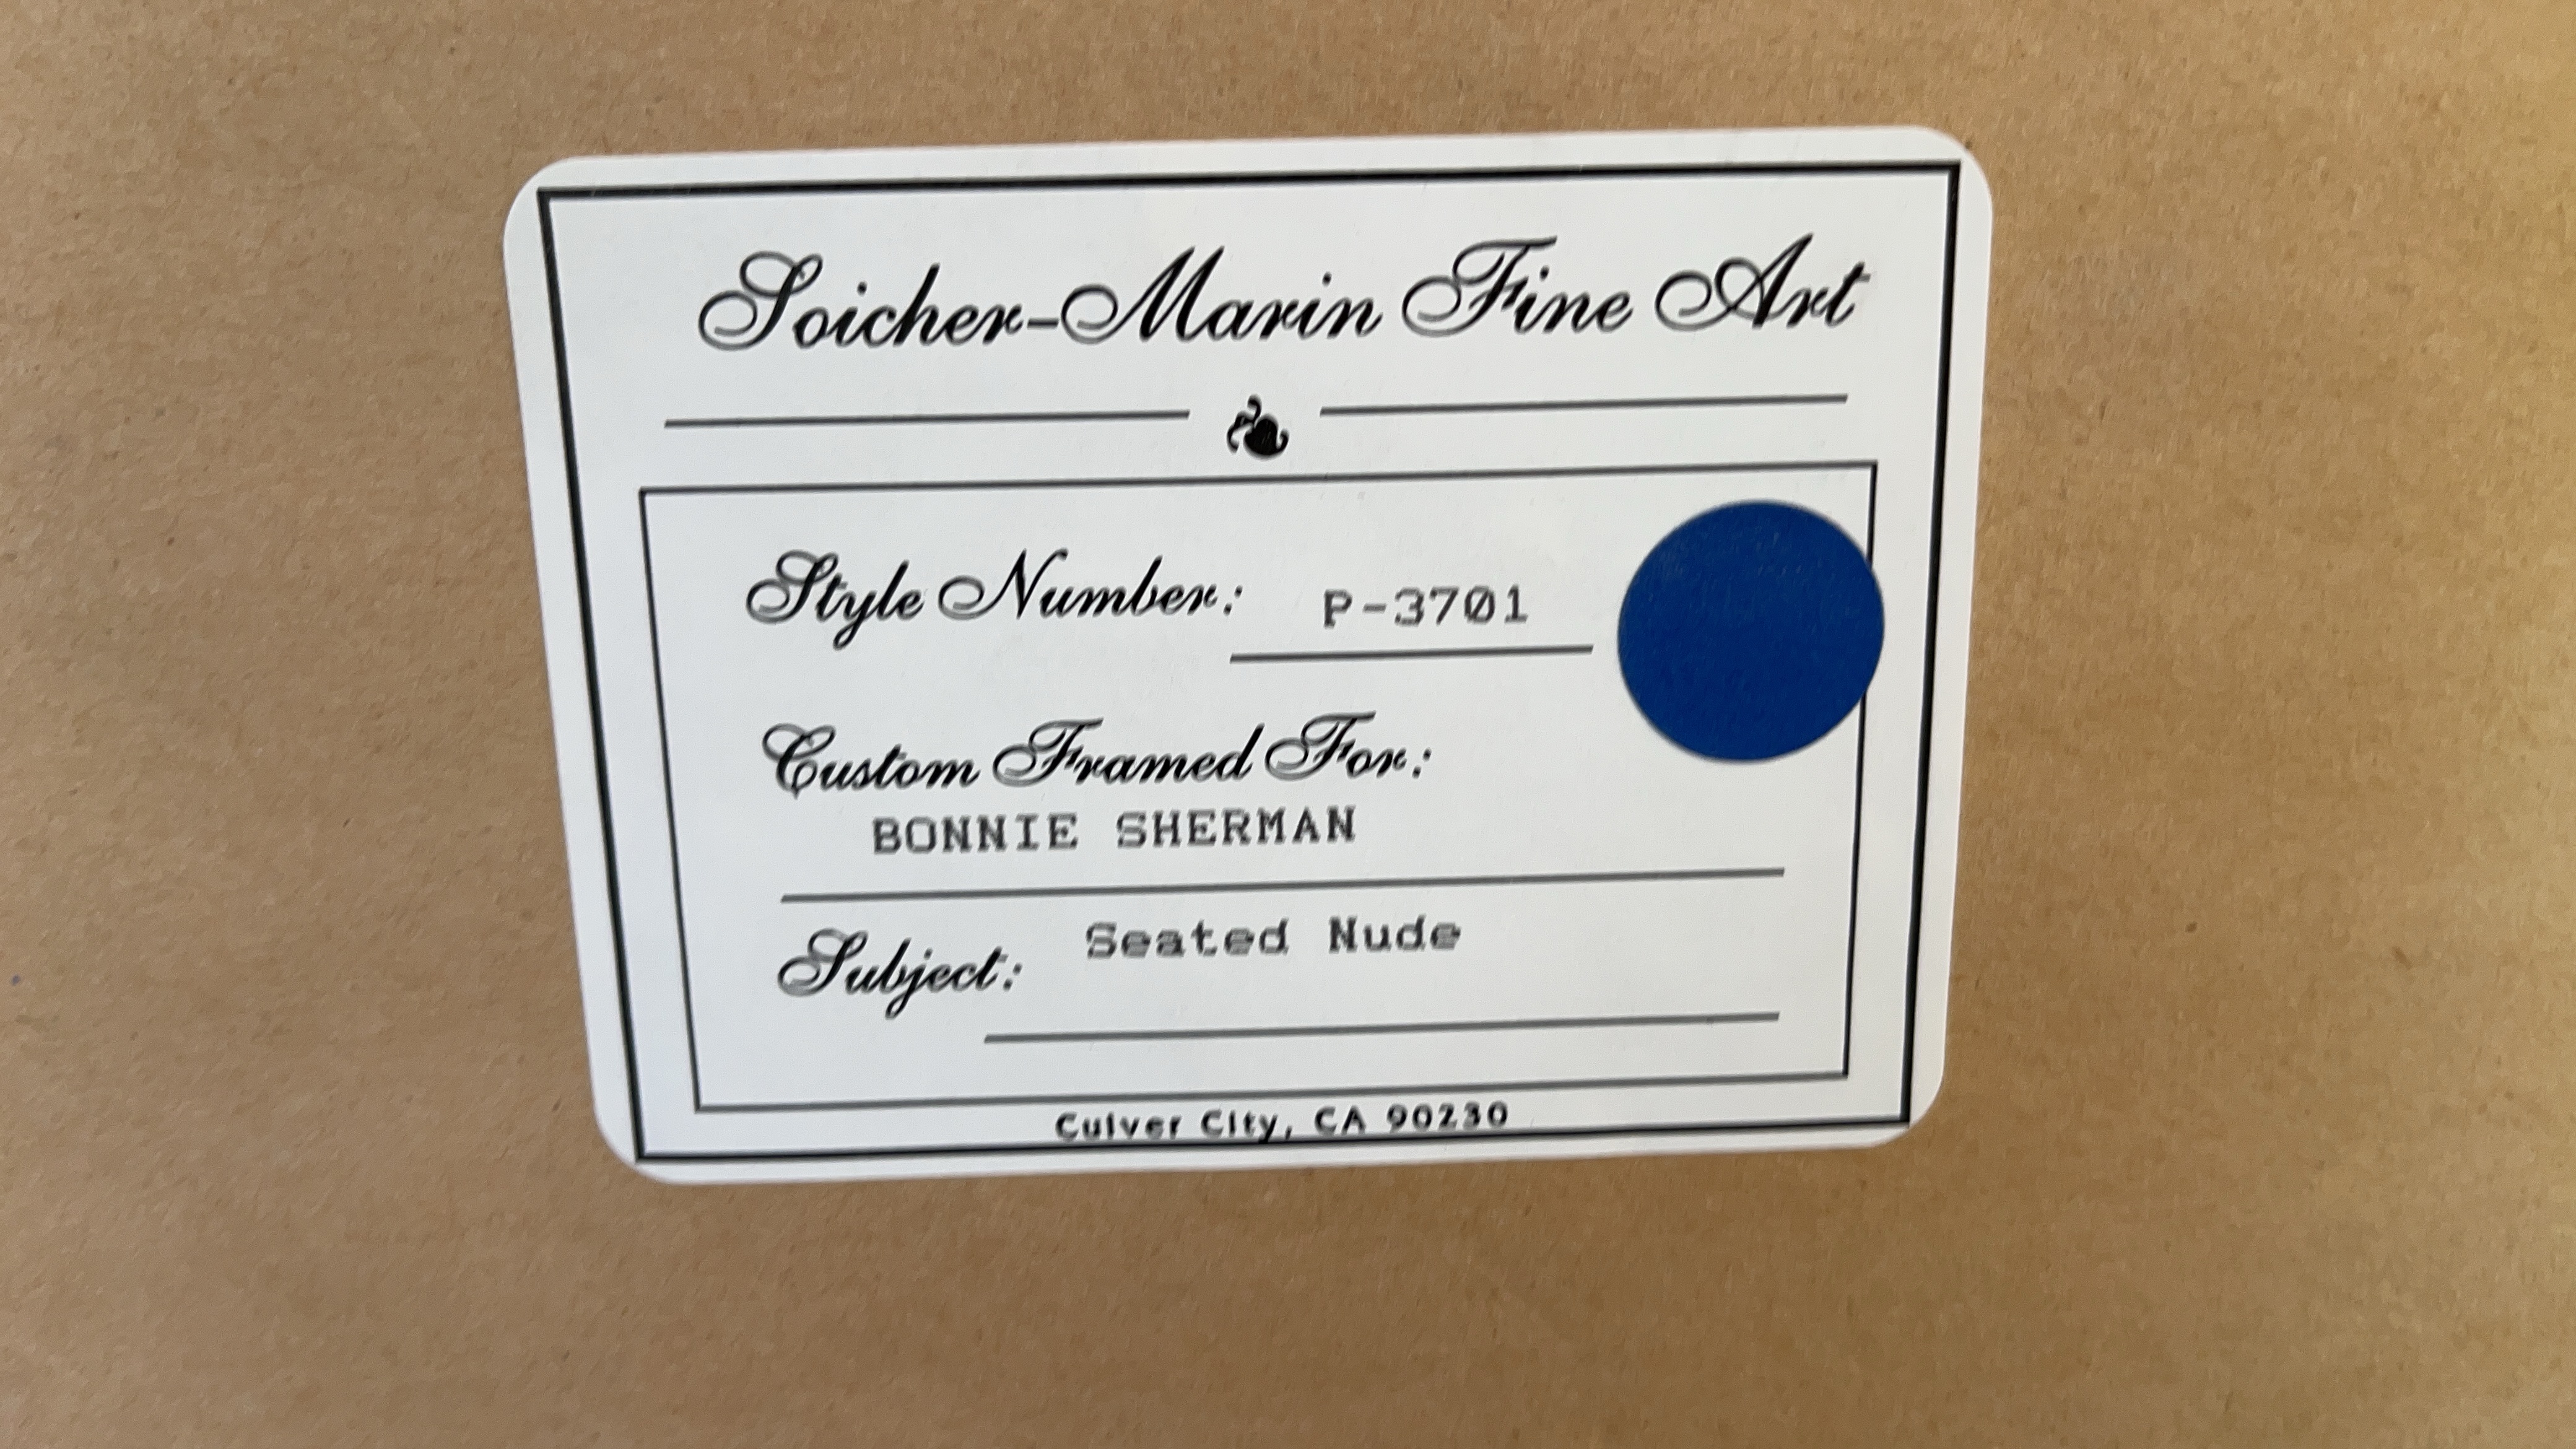 Soicher-Marin Fine Art
Style Number: P-3701
Custom Framed For:
BONNIE SHERMAN
Subject: Seated Nude
Culver City, CA 90230